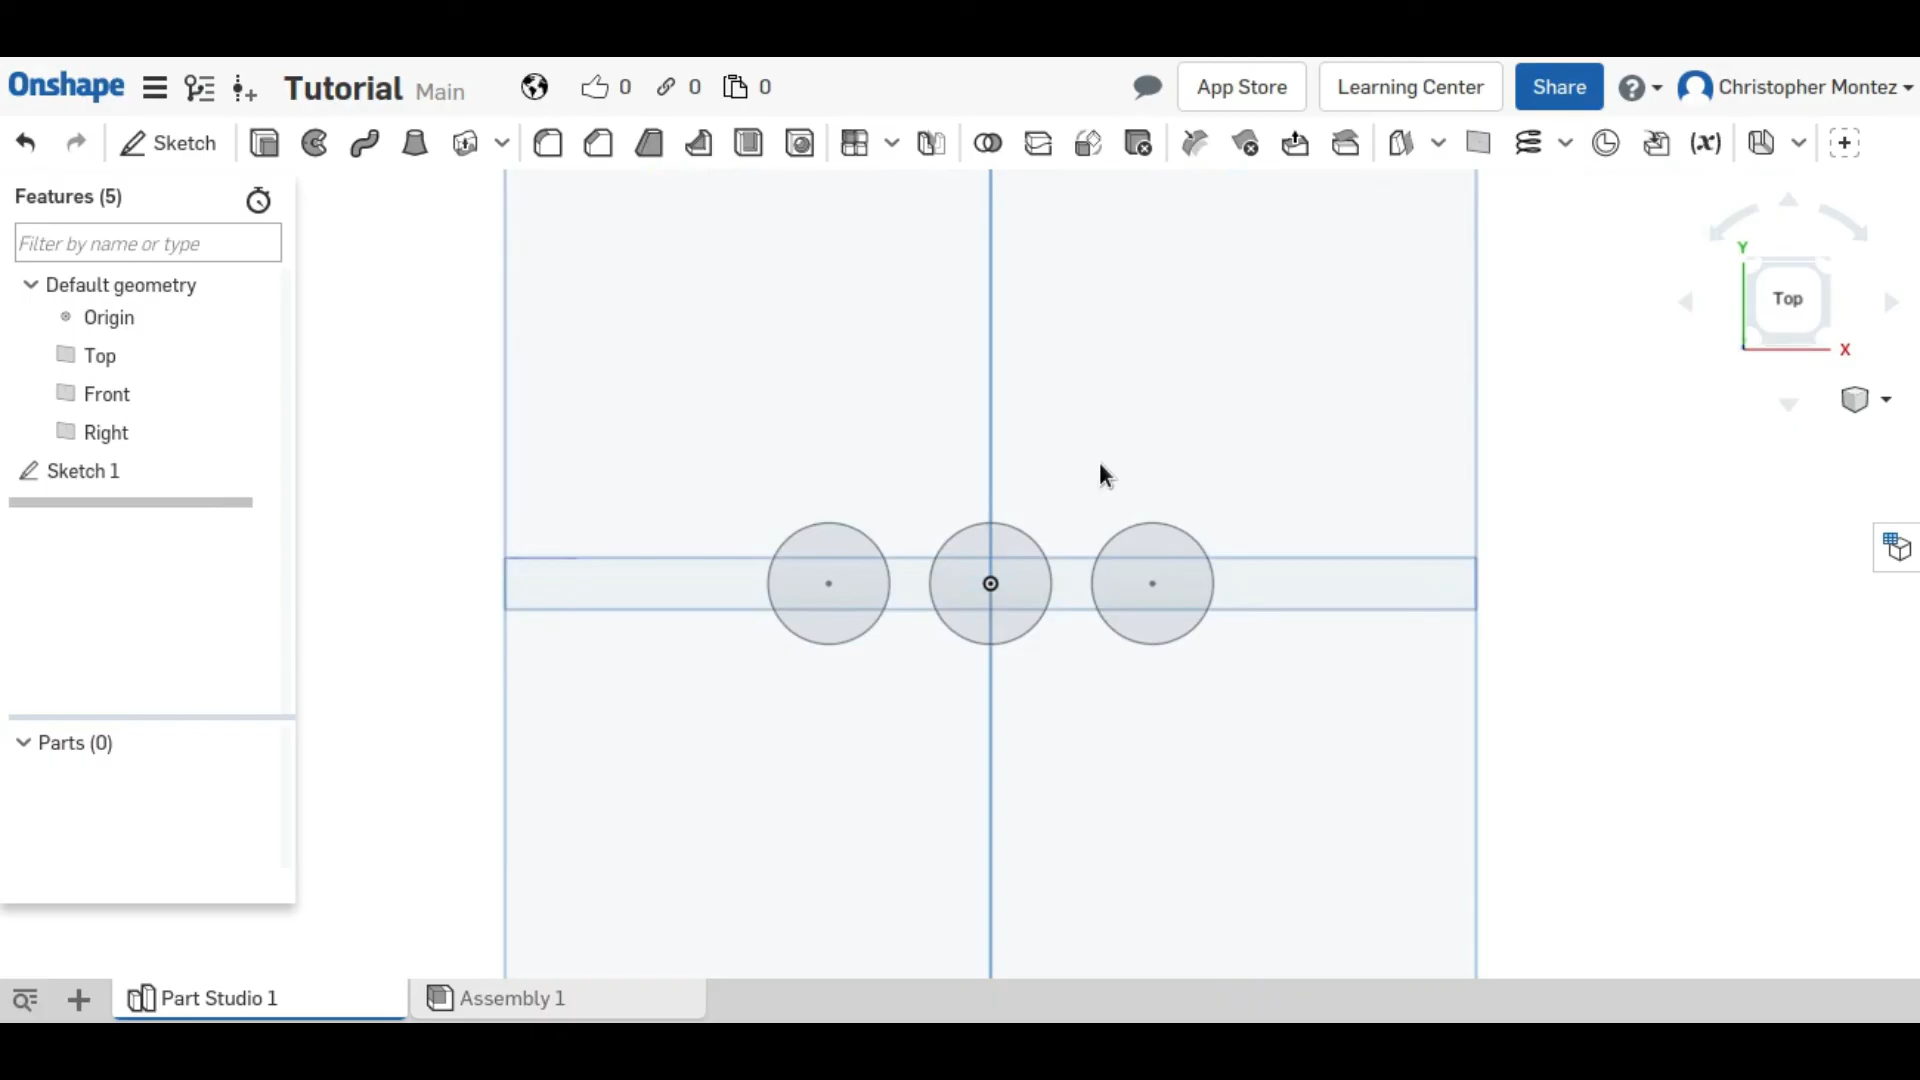 Onshape Tutorial Main 0 0 0 App Store Learning Center Share Christopher Montez
Sketch (x)
Features (5)
Filter by name or type
Default geometry
Origin
Top
Front
Right
Sketch 1
Parts (0)
Y
Top
X
Part Studio 1 Assembly 1